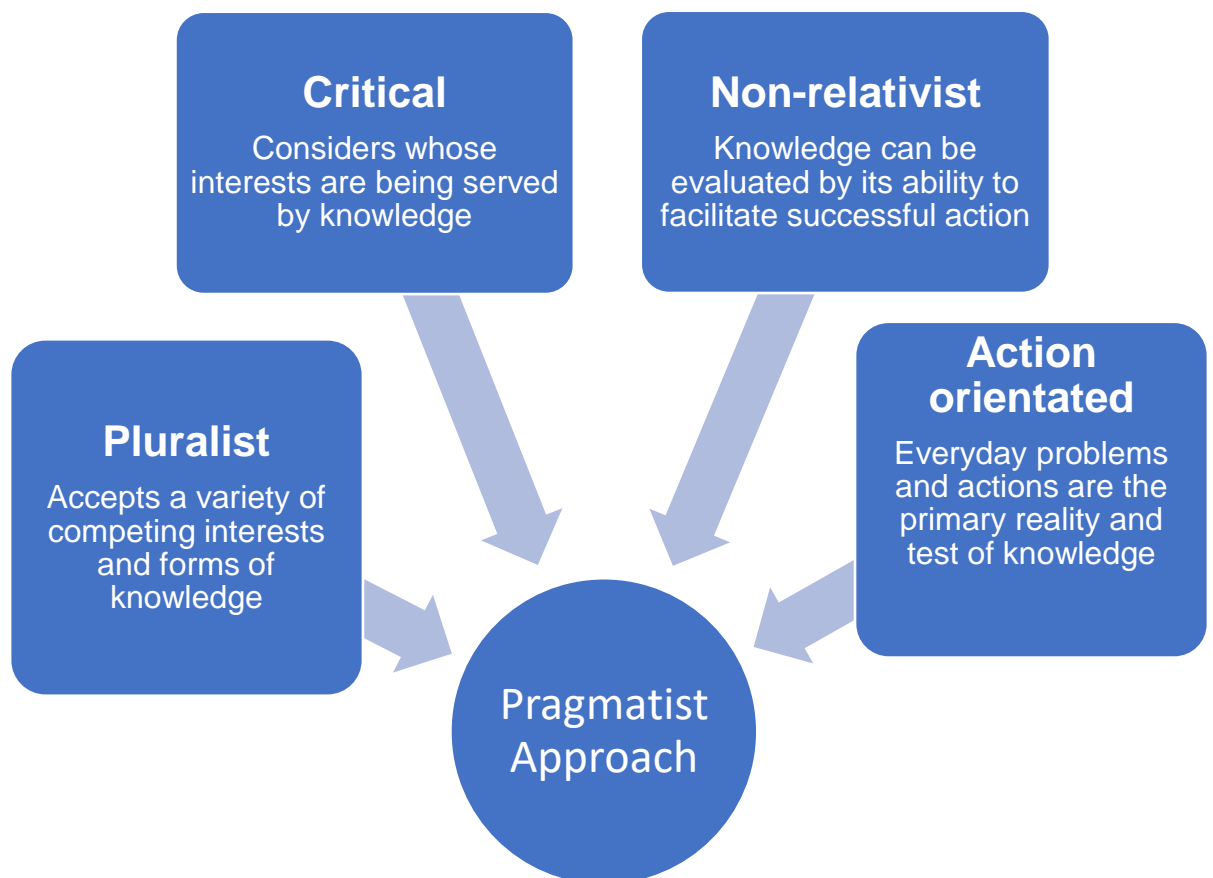 Critical
Considers whose
interests are being served
by knowledge
Non-relativist
Knowledge can be
evaluated by its ability to
facilitate successful action
Pluralist
Accepts a variety of
competing interests
and forms of
knowledge
Action
orientated
Everyday problems
and actions are the
primary reality and
test of knowledge
Pragmatist
Approach